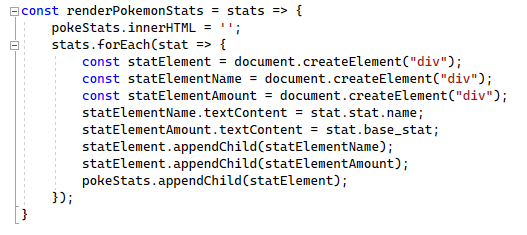 const renderPokemonStats = stats => {
    pokeStats.innerHTML = '';
    stats.forEach(stat => {
        const statElement = document.createElement("div");
        const statElementName = document.createElement("div");
        const statElementAmount = document.createElement("div");
        statElementName.textContent = stat.stat.name;
        statElementAmount.textContent = stat.base_stat;
        statElement.appendChild(statElementName);
        statElement.appendChild(statElementAmount);
        pokeStats.appendChild(statElement);
    });
}